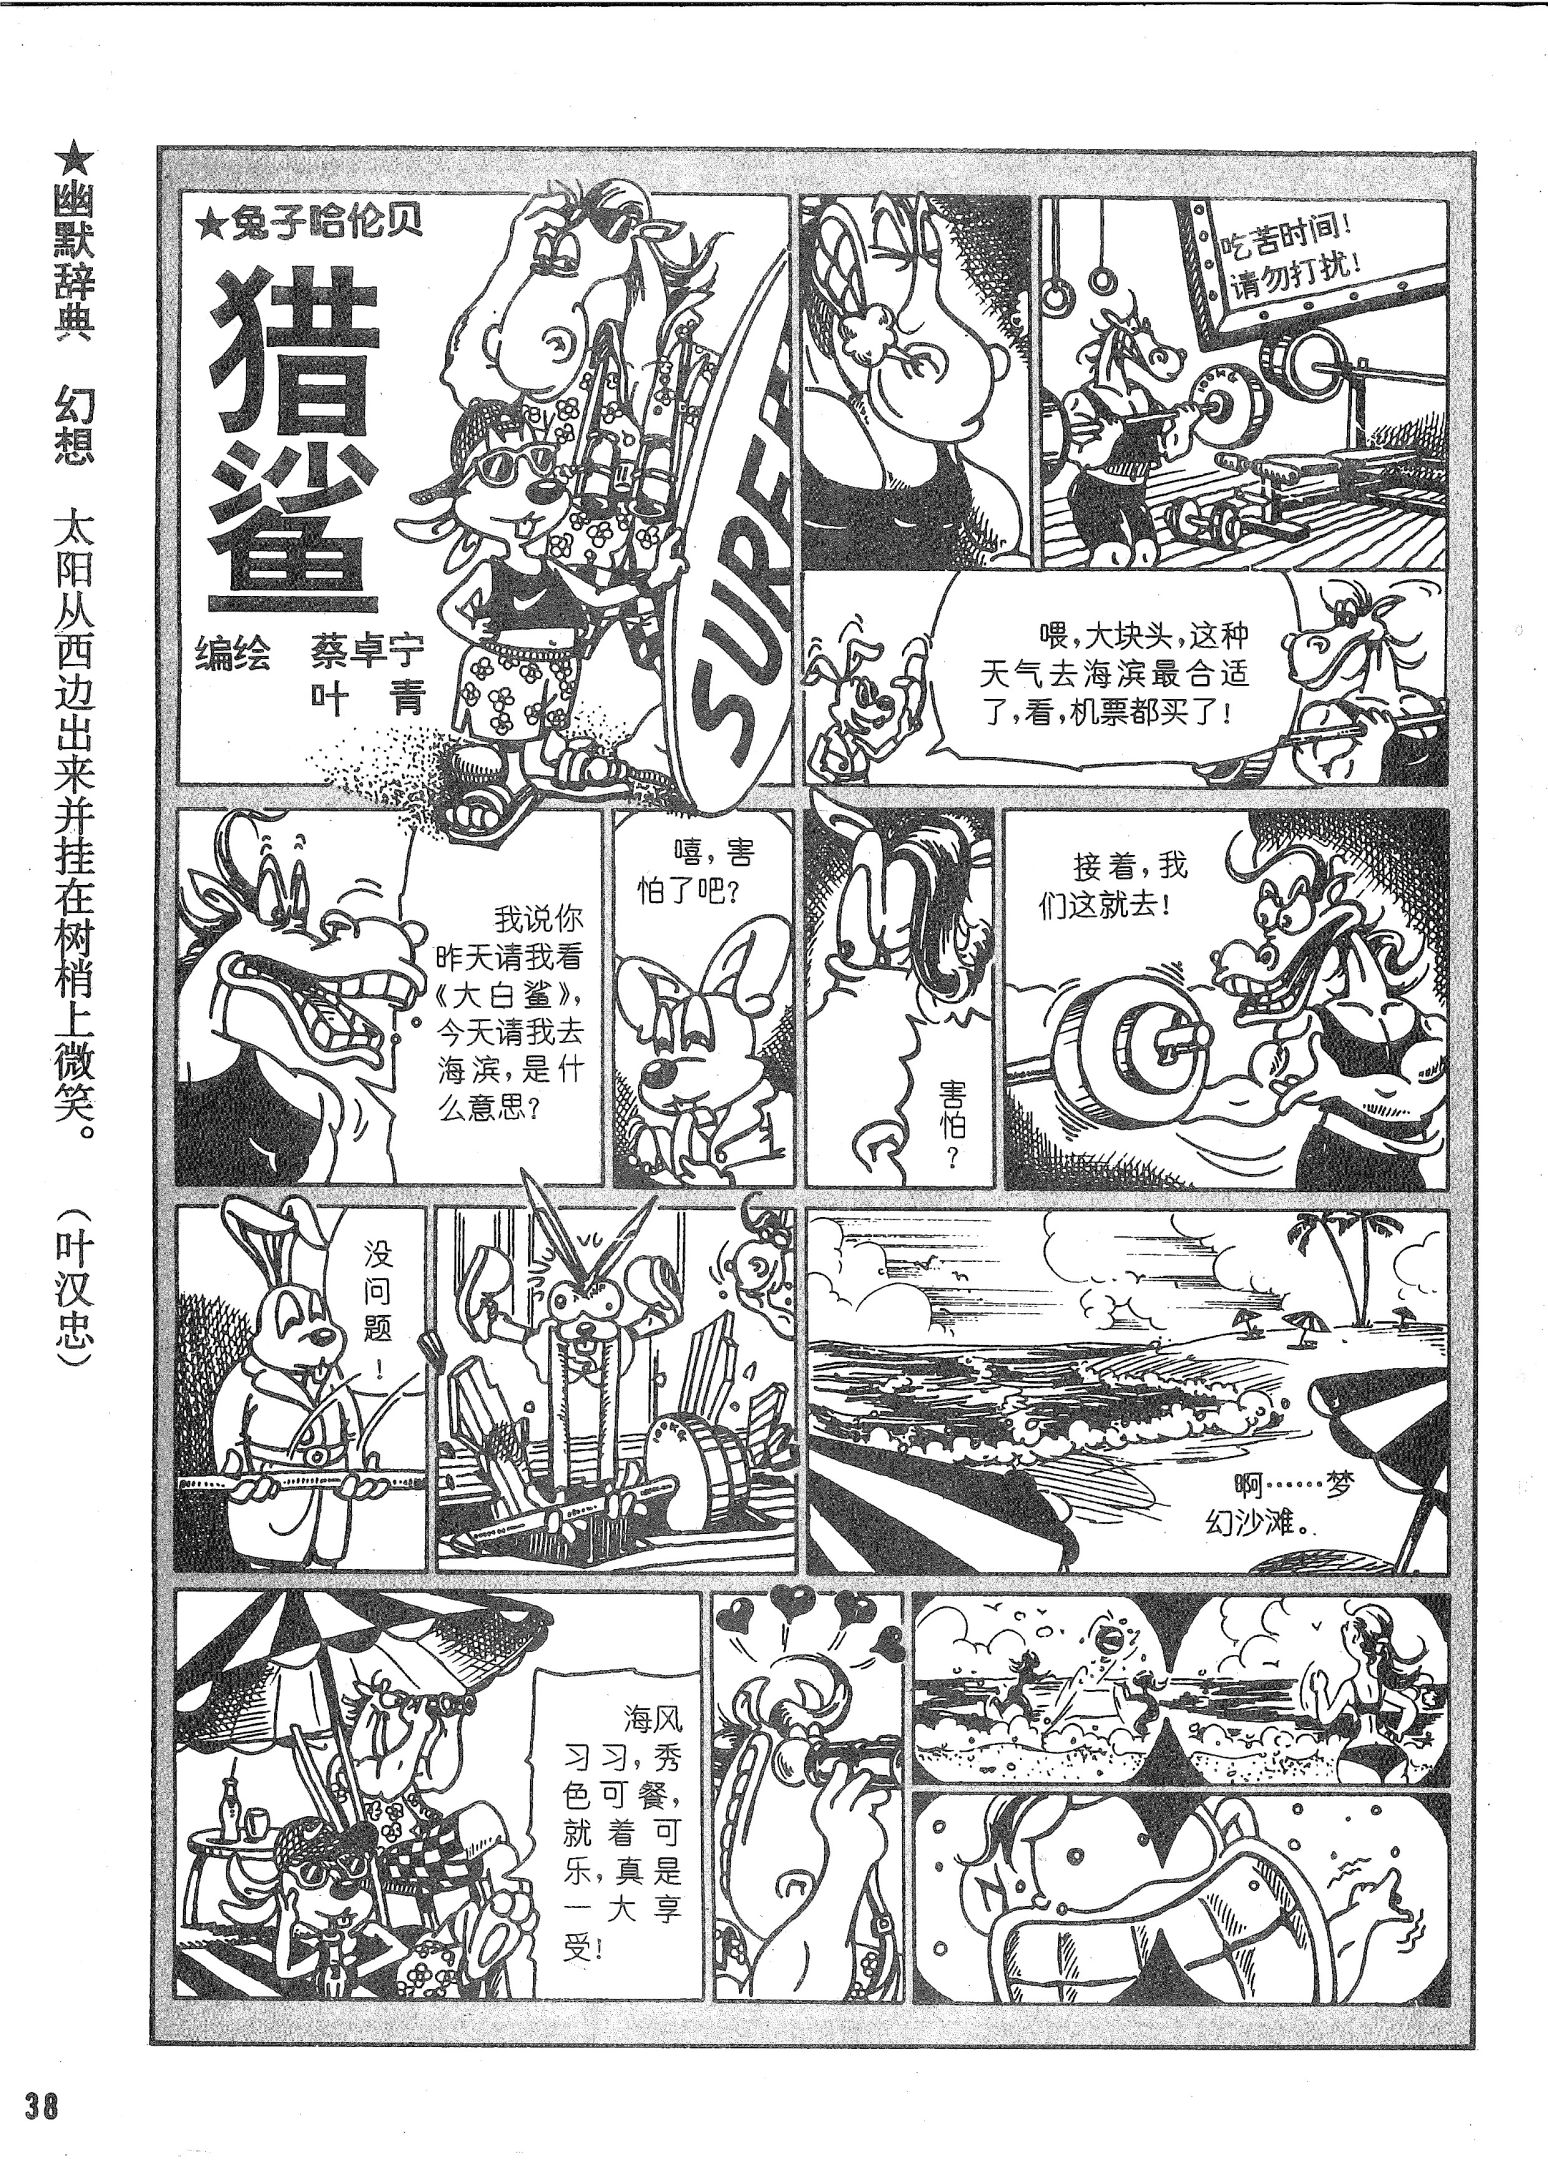 ★幽默辞典　幻想　太阳从西边出来并挂在树梢上微笑。　（叶汉忠）
★兔子哈伦贝
猎鲨
编绘　蔡卓宁
叶　青
SURF
吃苦时间！
请勿打扰！
100KG
喂，大块头，这种
天气去海滨最合适
了，看，机票都买了！
我说你
昨天请我看
《大白鲨》，
今天请我去
海滨，是什
么意思？
嘻，害
怕了吧？
害怕？
接着，我
们这就去！
没问题！
啊……梦
幻沙滩。
海风
习习，秀
色可餐，
就着可
乐，真是
一大享
受！
38